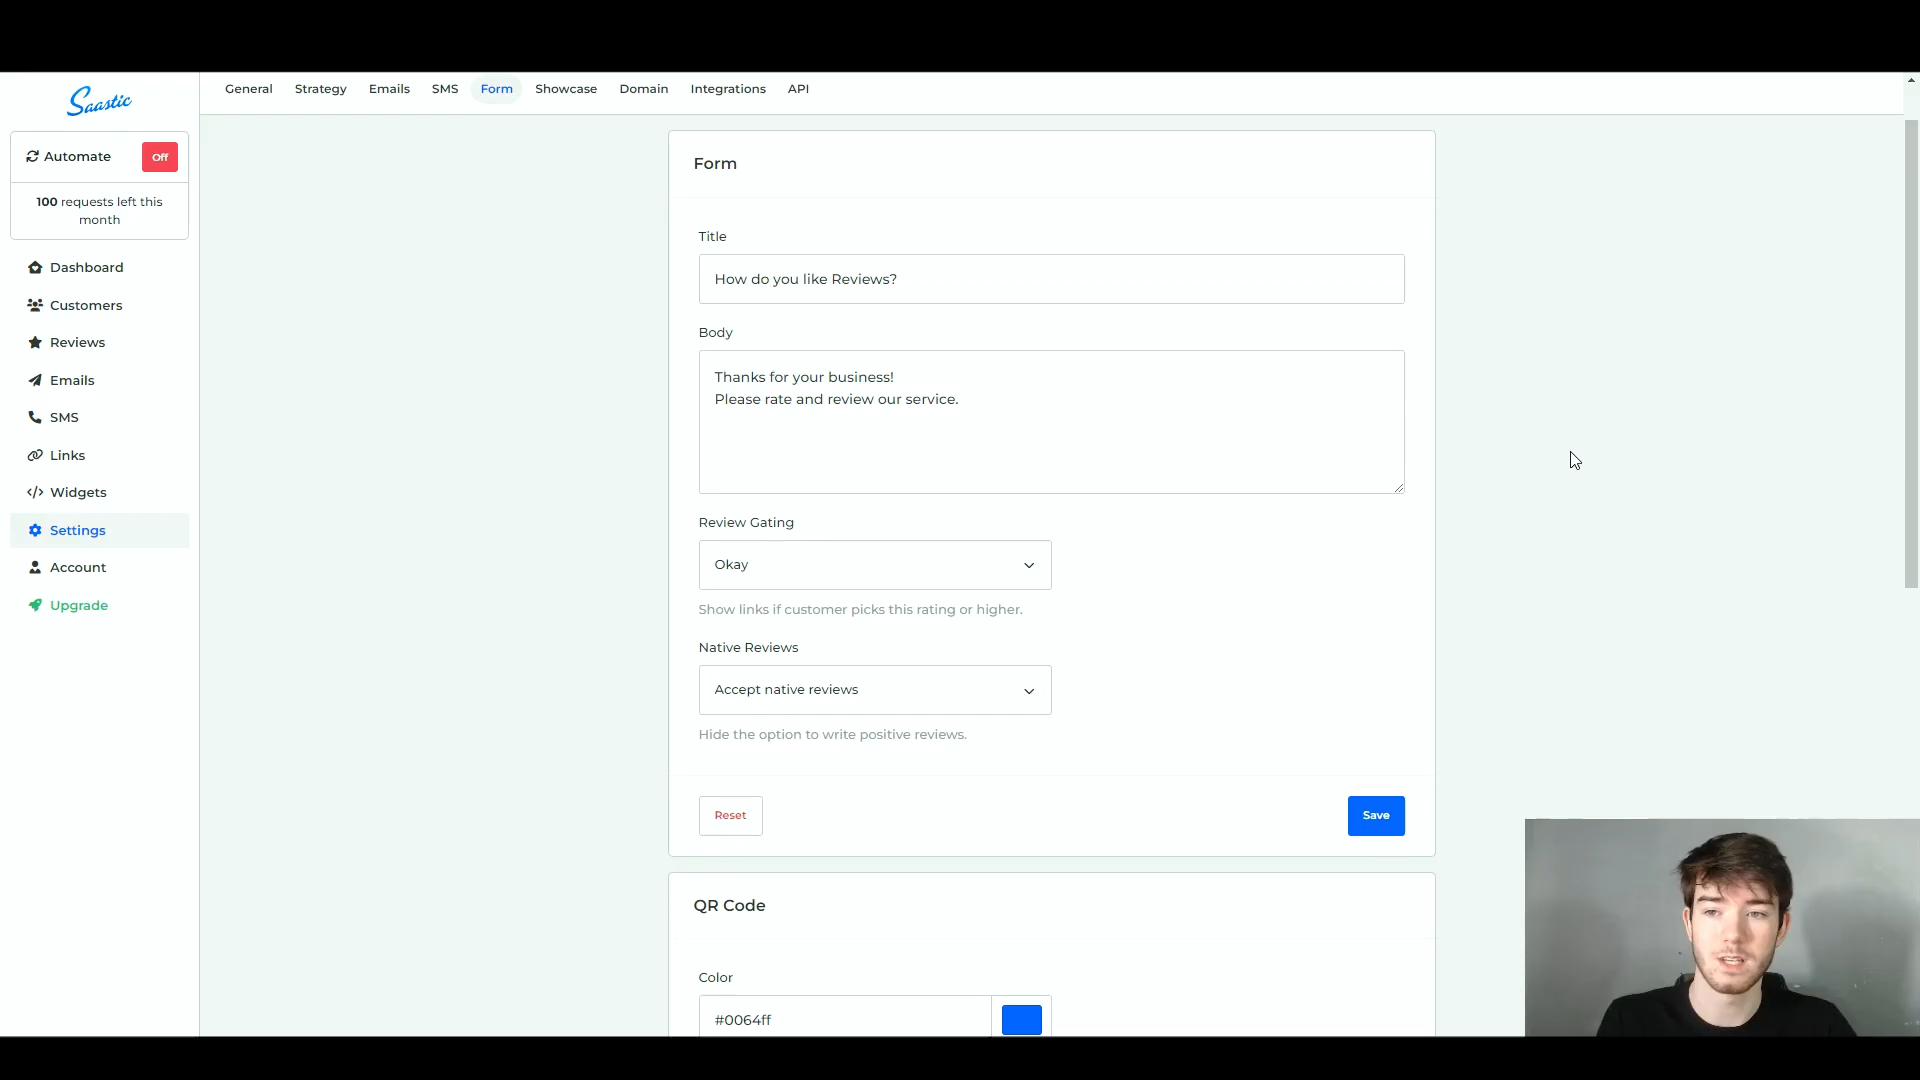 Saastic
Automate
Off
100 requests left this
month
Dashboard
Customers
Reviews
Emails
SMS
Links
Widgets
Settings
Account
Upgrade
General
Strategy
Emails
SMS
Form
Showcase
Domain
Integrations
API
Form
Title
How do you like Reviews?
Body
Thanks for your business!
Please rate and review our service.
Review Gating
Okay
Show links if customer picks this rating or higher.
Native Reviews
Accept native reviews
Hide the option to write positive reviews.
Reset
Save
QR Code
Color
#0064ff